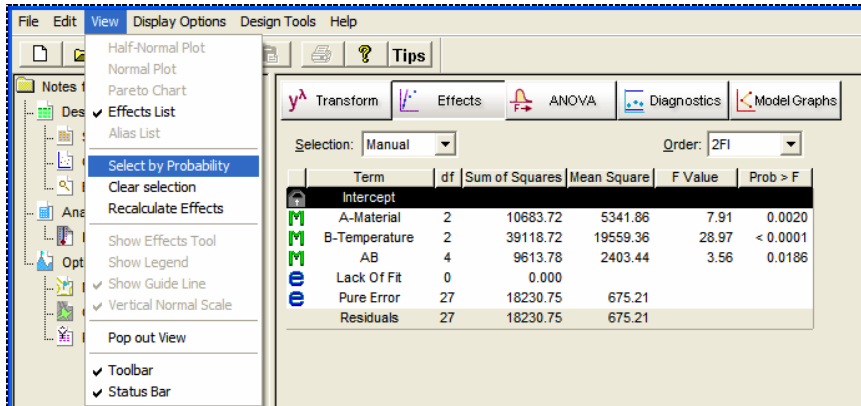 File Edit View Display Options Design Tools Help
Tips
Half-Normal Plot
Normal Plot
Pareto Chart
Effects List
Alias List
Select by Probability
Clear selection
Recalculate Effects
Show Effects Tool
Show Legend
Show Guide Line
Vertical Normal Scale
Pop out View
Toolbar
Status Bar
Notes
Des
Ana
Opt
yλ Transform Effects ANOVA Diagnostics Model Graphs
Selection: Manual Order: 2FI
Term df Sum of Squares Mean Square F Value Prob > F
Intercept
M A-Material 2 10683.72 5341.86 7.91 0.0020
M B-Temperature 2 39118.72 19559.36 28.97 < 0.0001
M AB 4 9613.78 2403.44 3.56 0.0186
e Lack Of Fit 0 0.000
e Pure Error 27 18230.75 675.21
Residuals 27 18230.75 675.21